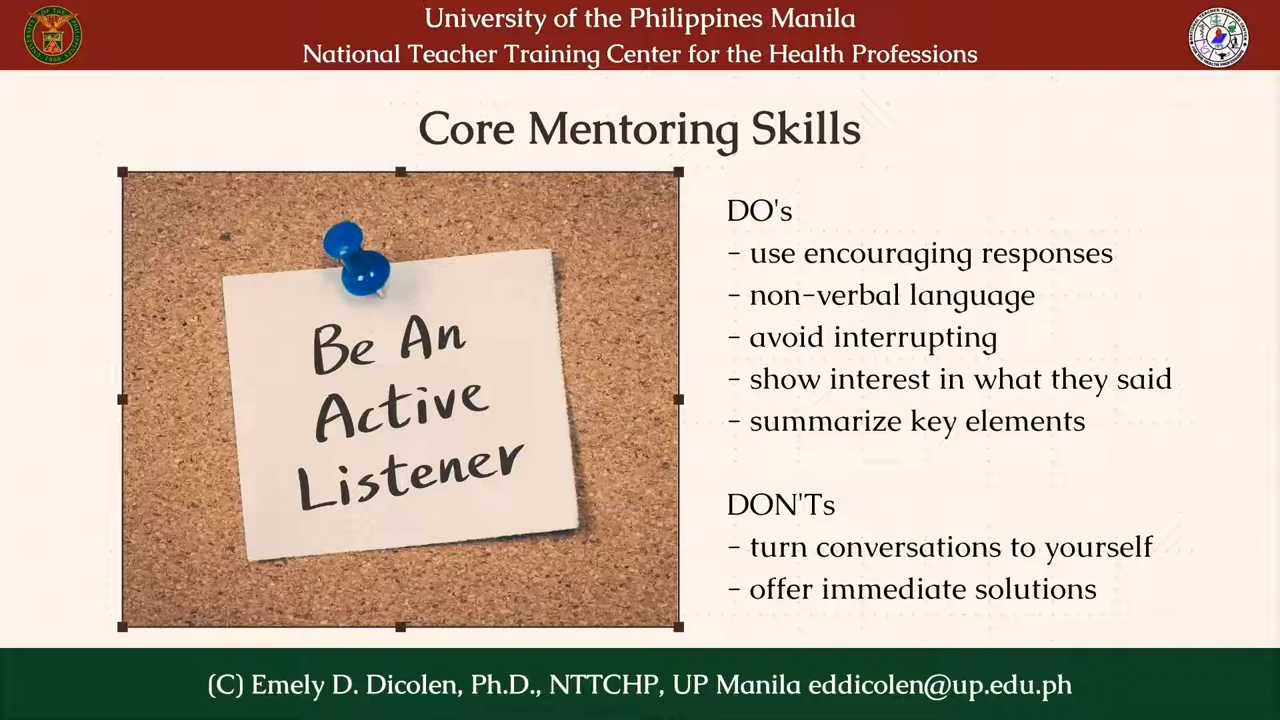 University of the Philippines Manila
National Teacher Training Center for the Health Professions
Core Mentoring Skills
Be An
Active
Listener
DO's
- use encouraging responses
- non-verbal language
- avoid interrupting
- show interest in what they said
- summarize key elements
DON'Ts
- turn conversations to yourself
- offer immediate solutions
(C) Emely D. Dicolen, Ph.D., NTTCHP, UP Manila eddicolen@up.edu.ph